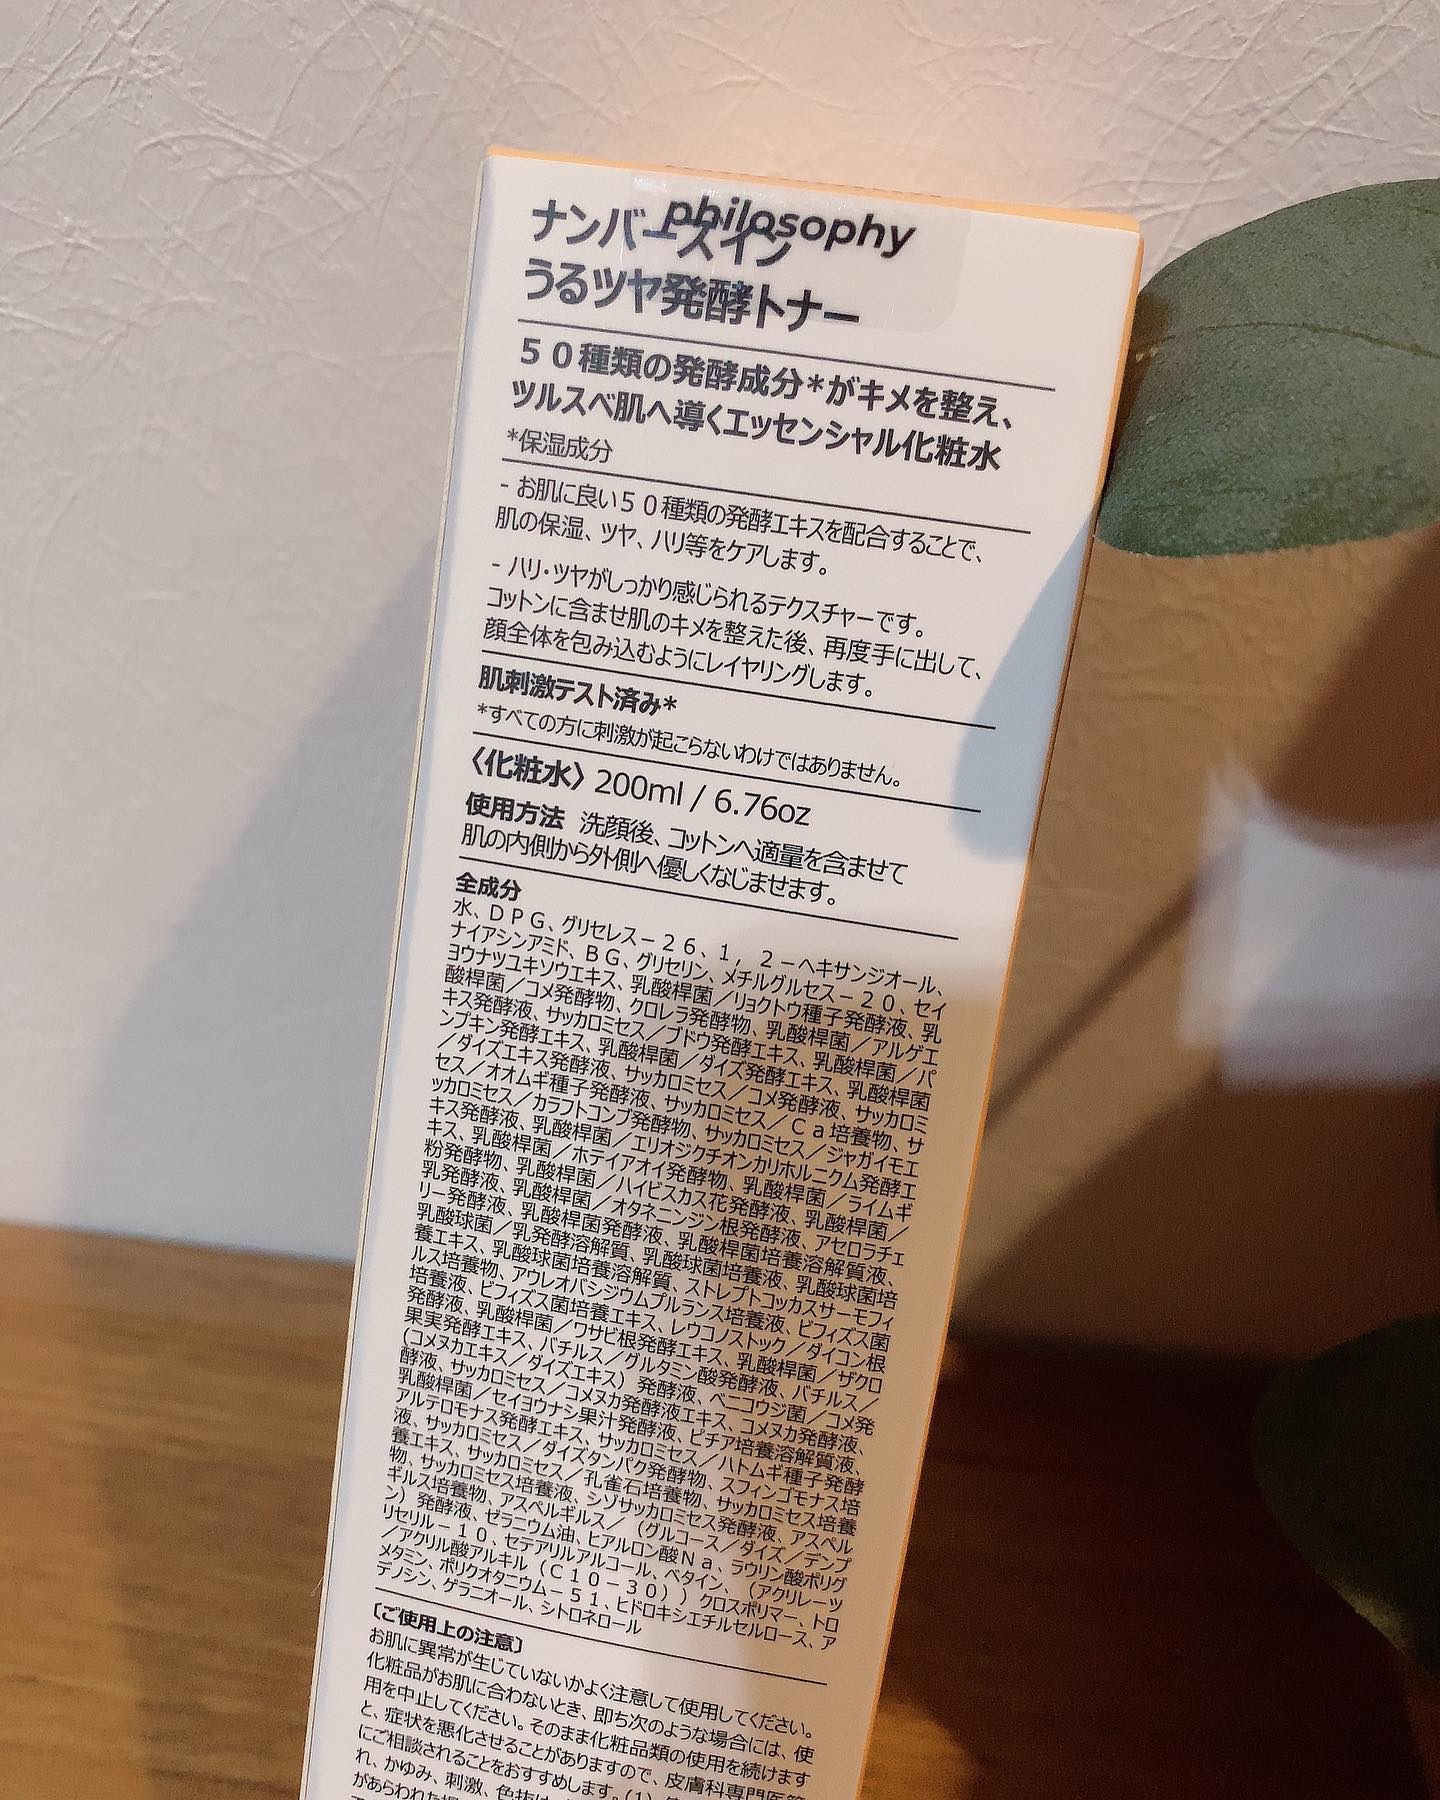 philosophy
ナンバーズイン
うるツヤ発酵トナー
５０種類の発酵成分*がキメを整え、
ツルスベ肌へ導くエッセンシャル化粧水
*保湿成分
- お肌に良い５０種類の発酵エキスを配合することで、
肌の保湿、ツヤ、ハリ等をケアします。
- ハリ・ツヤがしっかり感じられるテクスチャーです。
コットンに含ませ肌のキメを整えた後、再度手に出して、
顔全体を包み込むようにレイヤリングします。
肌刺激テスト済み*
*すべての方に刺激が起こらないわけではありません。
〈化粧水〉 200ml / 6.76oz
使用方法 洗顔後、コットンへ適量を含ませて
肌の内側から外側へ優しくなじませます。
全成分
水、ＤＰＧ、グリセレス－２６、１，２－ヘキサンジオール、
ナイアシンアミド、ＢＧ、グリセリン、メチルグルセス－２０、セイ
ヨウナツユキソウエキス、乳酸桿菌／リョクトウ種子発酵液、乳
酸桿菌／コメ発酵物、クロレラ発酵物、乳酸桿菌／アルゲエ
キス発酵液、サッカロミセス／ブドウ発酵エキス、乳酸桿菌／パ
ンプキン発酵エキス、乳酸桿菌／ダイズ発酵エキス、乳酸桿菌
／ダイズエキス発酵液、サッカロミセス／コメ発酵液、サッカロミ
セス／オオムギ種子発酵液、サッカロミセス／Ｃａ培養物、サ
ッカロミセス／カラフトコンブ発酵物、サッカロミセス／ジャガイモエ
キス発酵液、乳酸桿菌／エリオジクチオンカリホルニクム発酵エ
キス、乳酸桿菌／ホテイアオイ発酵物、乳酸桿菌／ライムギ
粉発酵物、乳酸桿菌／ハイビスカス花発酵液、乳酸桿菌／
乳発酵液、乳酸桿菌／オタネニンジン根発酵液、アセロラチェ
リー発酵液、乳酸桿菌発酵液、乳酸桿菌培養溶解質液、
乳酸球菌／乳発酵溶解質、乳酸球菌培養液、乳酸球菌培
養エキス、乳酸球菌培養溶解質、ストレプトコッカスサーモフィ
ルス培養物、アウレオバシジウムプルランス培養液、ビフィズス菌
培養液、ビフィズス菌培養エキス、レウコノストック／ダイコン根
発酵液、乳酸桿菌／ワサビ根発酵エキス、乳酸桿菌／ザクロ
果実発酵エキス、バチルス／グルタミン酸発酵液、バチルス／
（コメヌカエキス／ダイズエキス）発酵液、ベニコウジ菌／コメ発
酵液、サッカロミセス／コメヌカ発酵液エキス、コメヌカ発酵液、
乳酸桿菌／セイヨウナシ果汁発酵液、ピチア培養溶解質液、
アルテロモナス発酵エキス、サッカロミセス／ハトムギ種子発酵
液、サッカロミセス／ダイズタンパク発酵物、スフィンゴモナス培
養エキス、サッカロミセス／孔雀石培養物、サッカロミセス培養
物、サッカロミセス培養液、シゾサッカロミセス発酵液、アスペル
ギルス培養物、アスペルギルス／（グルコース／ダイズ／デンプ
ン）発酵液、ゼラニウム油、ヒアルロン酸Ｎａ、ラウリン酸ポリグ
リセリル－１０、セテアリルアルコール、ベタイン、（アクリレーツ
／アクリル酸アルキル（Ｃ１０－３０））クロスポリマー、トロ
メタミン、ポリクオタニウム－５１、ヒドロキシエチルセルロース、ア
デノシン、ゲラニオール、シトロネロール
〔ご使用上の注意〕
お肌に異常が生じていないかよく注意して使用してください。
化粧品がお肌に合わないとき、即ち次のような場合には、使
用を中止してください。そのまま化粧品類の使用を続けます
と、症状を悪化させることがありますので、皮膚科専門医等
にご相談されることをおすすめします。(1)
れ、かゆみ、刺激、色抜け
があらわれた場